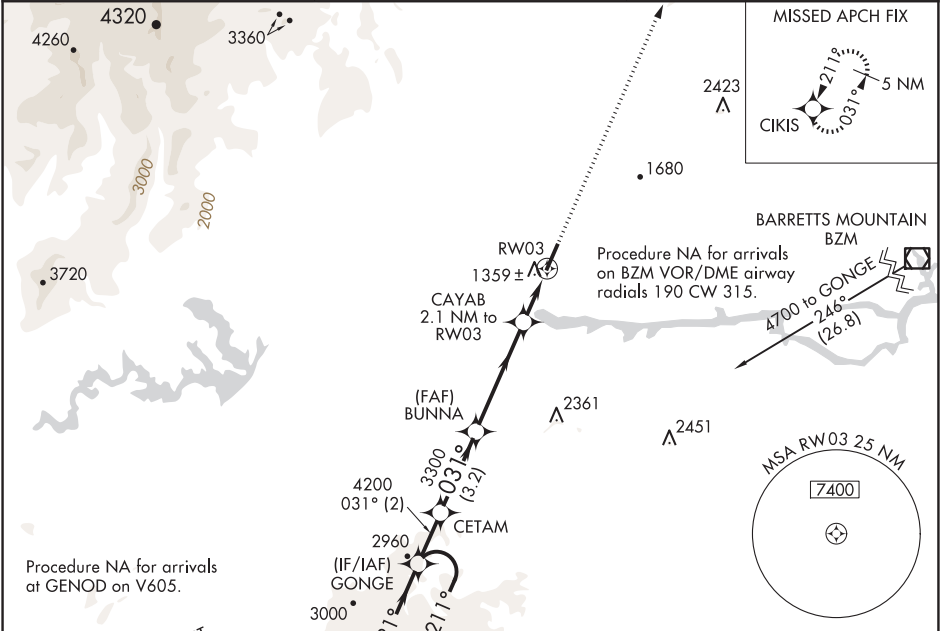 4320
4260
3360
MISSED APCH FIX
211°
5 NM
031°
CIKIS
2423
1680
3000
2000
3720
RW03
1359 ±
Procedure NA for arrivals
on BZM VOR/DME airway
radials 190 CW 315.
BARRETTS MOUNTAIN
BZM
4700 to GONGE
246°
(26.8)
CAYAB
2.1 NM to
RW03
(FAF)
BUNNA
2361
2451
3300
031°
(3.2)
4200
031° (2)
CETAM
MSA RW03 25 NM
7400
2960
(IF/IAF)
GONGE
Procedure NA for arrivals
at GENOD on V605.
3000
211°